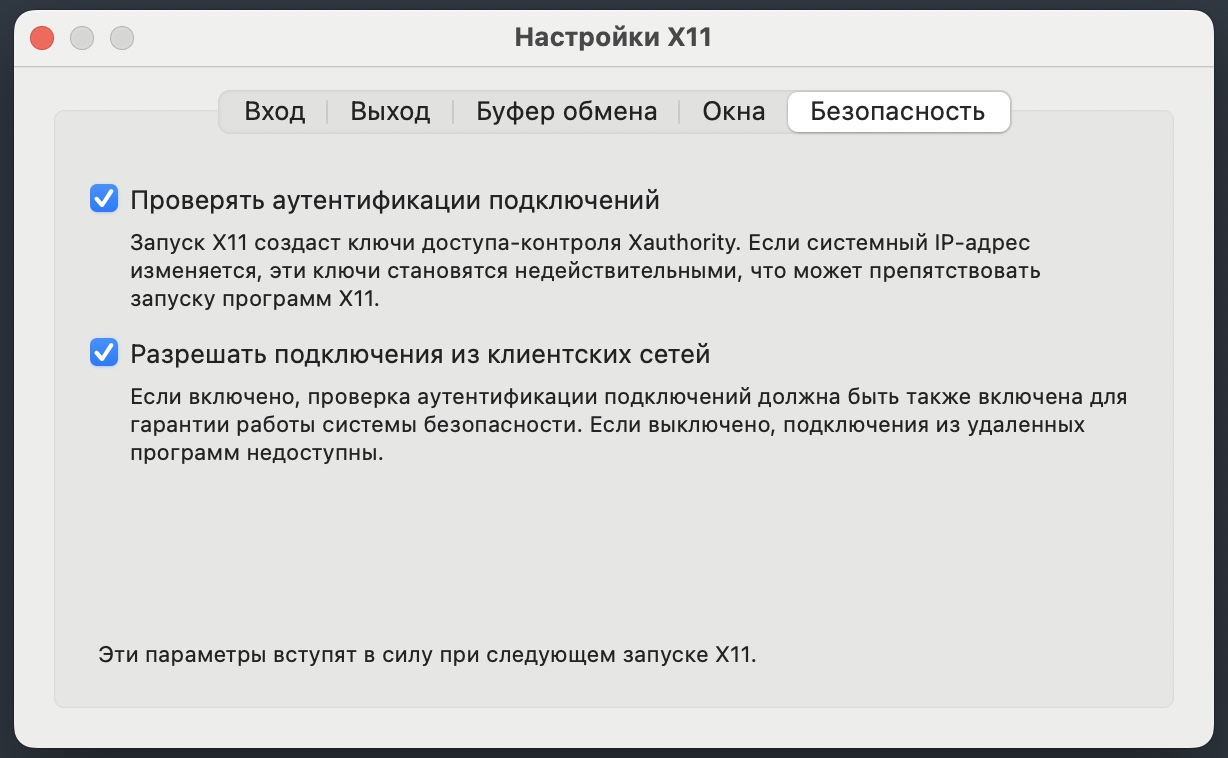 Настройки X11
Вход Выход Буфер обмена Окна Безопасность
Проверять аутентификации подключений
Запуск X11 создаст ключи доступа-контроля Xauthority. Если системный IP-адрес
изменяется, эти ключи становятся недействительными, что может препятствовать
запуску программ X11.
Разрешать подключения из клиентских сетей
Если включено, проверка аутентификации подключений должна быть также включена для
гарантии работы системы безопасности. Если выключено, подключения из удаленных
программ недоступны.
Эти параметры вступят в силу при следующем запуске X11.